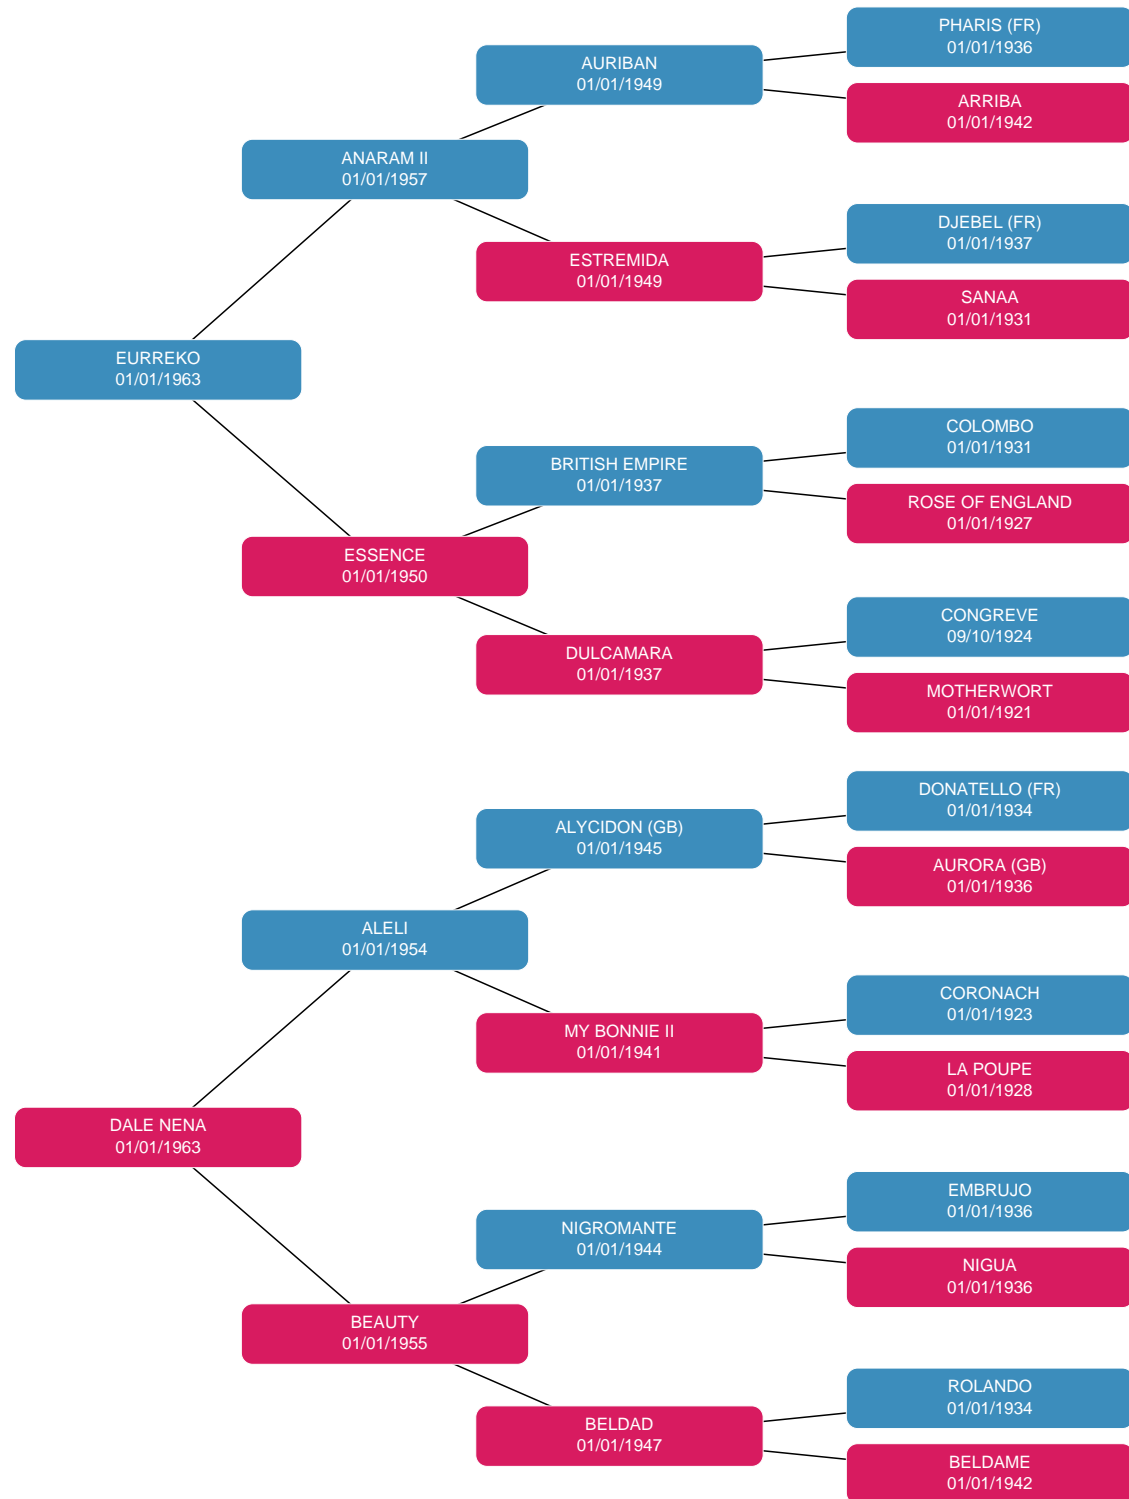 PHARIS (FR)
01/01/1936
AURIBAN
01/01/1949
ARRIBA
01/01/1942
ANARAM II
01/01/1957
DJEBEL (FR)
01/01/1937
ESTREMIDA
01/01/1949
SANAA
01/01/1931
EURREKO
01/01/1963
COLOMBO
01/01/1931
BRITISH EMPIRE
01/01/1937
ROSE OF ENGLAND
01/01/1927
ESSENCE
01/01/1950
CONGREVE
09/10/1924
DULCAMARA
01/01/1937
MOTHERWORT
01/01/1921
DONATELLO (FR)
01/01/1934
ALYCIDON (GB)
01/01/1945
AURORA (GB)
01/01/1936
ALELI
01/01/1954
CORONACH
01/01/1923
MY BONNIE II
01/01/1941
LA POUPE
01/01/1928
DALE NENA
01/01/1963
EMBRUJO
01/01/1936
NIGROMANTE
01/01/1944
NIGUA
01/01/1936
BEAUTY
01/01/1955
ROLANDO
01/01/1934
BELDAD
01/01/1947
BELDAME
01/01/1942